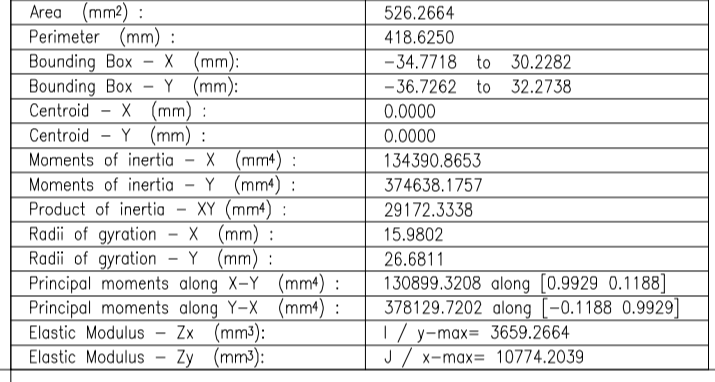 Area (mm2) : 526.2664
Perimeter (mm) : 418.6250
Bounding Box – X (mm): -34.7718 to 30.2282
Bounding Box – Y (mm): -36.7262 to 32.2738
Centroid – X (mm) : 0.0000
Centroid – Y (mm) : 0.0000
Moments of inertia – X (mm4) : 134390.8653
Moments of inertia – Y (mm4) : 374638.1757
Product of inertia – XY (mm4) : 29172.3338
Radii of gyration – X (mm) : 15.9802
Radii of gyration – Y (mm) : 26.6811
Principal moments along X–Y (mm4) : 130899.3208 along [0.9929 0.1188]
Principal moments along Y–X (mm4) : 378129.7202 along [-0.1188 0.9929]
Elastic Modulus – Zx (mm3): I / y-max= 3659.2664
Elastic Modulus – Zy (mm3): J / x-max= 10774.2039